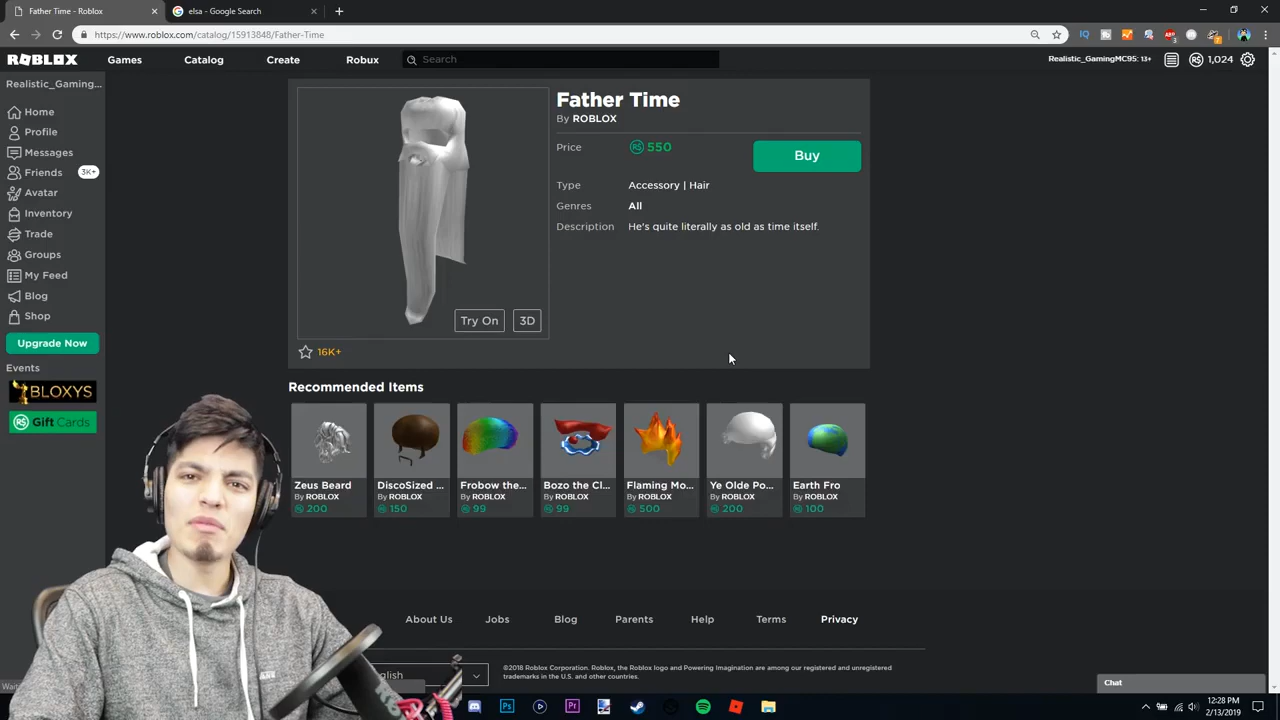 Father Time - Roblox
elsa - Google Search
https://www.roblox.com/catalog/15913848/Father-Time
ROBLOX
Games
Catalog
Create
Robux
Search
Realistic_GamingMC95: 13+
1,024
Realistic_Gaming...
Home
Profile
Messages
Friends
3K+
Avatar
Inventory
Trade
Groups
My Feed
Blog
Shop
Upgrade Now
Events
BLOXYS
Gift Cards
Father Time
By ROBLOX
Price
R$ 550
Buy
Type
Accessory | Hair
Genres
All
Description
He's quite literally as old as time itself.
Try On
3D
16K+
Recommended Items
Zeus Beard
By ROBLOX
200
DiscoSized ...
By ROBLOX
150
Frobow the...
By ROBLOX
99
Bozo the Cl...
By ROBLOX
99
Flaming Mo...
By ROBLOX
500
Ye Olde Po...
By ROBLOX
200
Earth Fro
By ROBLOX
100
About Us
Jobs
Blog
Parents
Help
Terms
Privacy
glish
©2018 Roblox Corporation. Roblox, the Roblox logo and Powering Imagination are among our registered and unregistered
trademarks in the U.S. and other countries.
Chat
Wait
Ps
Pr
12:28 PM
2/13/2019